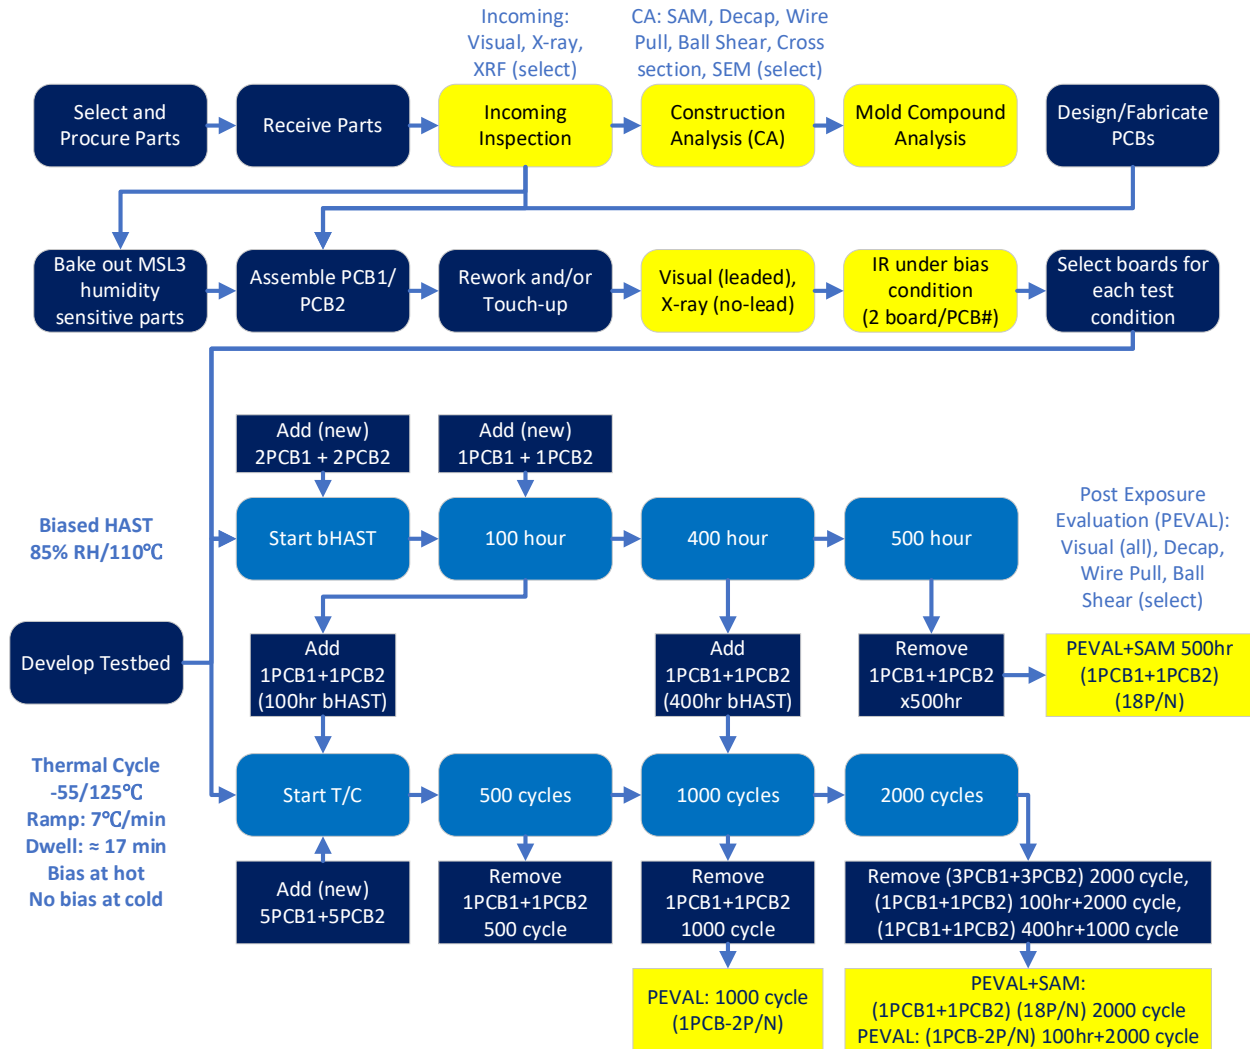 Incoming:
Visual, X-ray,
XRF (select)
CA: SAM, Decap, Wire
Pull, Ball Shear, Cross
section, SEM (select)
Select and
Procure Parts
Receive Parts
Incoming
Inspection
Construction
Analysis (CA)
Mold Compound
Analysis
Design/Fabricate
PCBs
Bake out MSL3
humidity
sensitive parts
Assemble PCB1/
PCB2
Rework and/or
Touch-up
Visual (leaded),
X-ray (no-lead)
IR under bias
condition
(2 board/PCB#)
Select boards for
each test
condition
Add (new)
2PCB1 + 2PCB2
Add (new)
1PCB1 + 1PCB2
Biased HAST
85% RH/110℃
Start bHAST
100 hour
400 hour
500 hour
Post Exposure
Evaluation (PEVAL):
Visual (all), Decap,
Wire Pull, Ball
Shear (select)
Develop Testbed
Add
1PCB1+1PCB2
(100hr bHAST)
Add
1PCB1+1PCB2
(400hr bHAST)
Remove
1PCB1+1PCB2
x500hr
PEVAL+SAM 500hr
(1PCB1+1PCB2)
(18P/N)
Thermal Cycle
-55/125℃
Ramp: 7℃/min
Dwell: ≈ 17 min
Bias at hot
No bias at cold
Start T/C
500 cycles
1000 cycles
2000 cycles
Add (new)
5PCB1+5PCB2
Remove
1PCB1+1PCB2
500 cycle
Remove
1PCB1+1PCB2
1000 cycle
Remove (3PCB1+3PCB2) 2000 cycle,
(1PCB1+1PCB2) 100hr+2000 cycle,
(1PCB1+1PCB2) 400hr+1000 cycle
PEVAL: 1000 cycle
(1PCB-2P/N)
PEVAL+SAM:
(1PCB1+1PCB2) (18P/N) 2000 cycle
PEVAL: (1PCB-2P/N) 100hr+2000 cycle